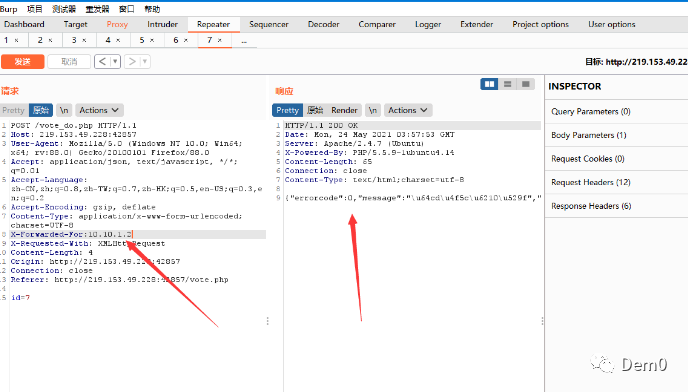 Burp 项目 测试器 重发器 窗口 帮助
Dashboard Target Proxy Intruder Repeater Sequencer Decoder Comparer Logger Extender Project options User options
1 × 2 × 3 × 4 × 5 × 6 × 7 × ...
发送 取消 < > 目标: http://219.153.49.22
请求
Pretty 原始 \n Actions
1 POST /vote_do.php HTTP/1.1
2 Host: 219.153.49.228:42857
3 User-Agent: Mozilla/5.0 (Windows NT 10.0; Win64;
x64; rv:88.0) Gecko/20100101 Firefox/88.0
4 Accept: application/json, text/javascript, */*;
q=0.01
5 Accept-Language:
zh-CN,zh;q=0.8,zh-TW;q=0.7,zh-HK;q=0.5,en-US;q=0.3,e
n;q=0.2
6 Accept-Encoding: gzip, deflate
7 Content-Type: application/x-www-form-urlencoded;
charset=UTF-8
8 X-Forwarded-For:10.10.1.2
9 X-Requested-With: XMLHttpRequest
10 Content-Length: 4
11 Origin: http://219.153.49.228:42857
12 Connection: close
13 Referer: http://219.153.49.228:42857/vote.php
14
15 id=7
响应
Pretty 原始 Render \n Actions
1 HTTP/1.1 200 OK
2 Date: Mon, 24 May 2021 03:57:53 GMT
3 Server: Apache/2.4.7 (Ubuntu)
4 X-Powered-By: PHP/5.5.9-1ubuntu4.14
5 Content-Length: 65
6 Connection: close
7 Content-Type: text/html;charset=utf-8
8
9 {"errorcode":0,"message":"\u64cd\u4f5c\u6210\u529f","
INSPECTOR
Query Parameters (0)
Body Parameters (1)
Request Cookies (0)
Request Headers (12)
Response Headers (6)
Dem0